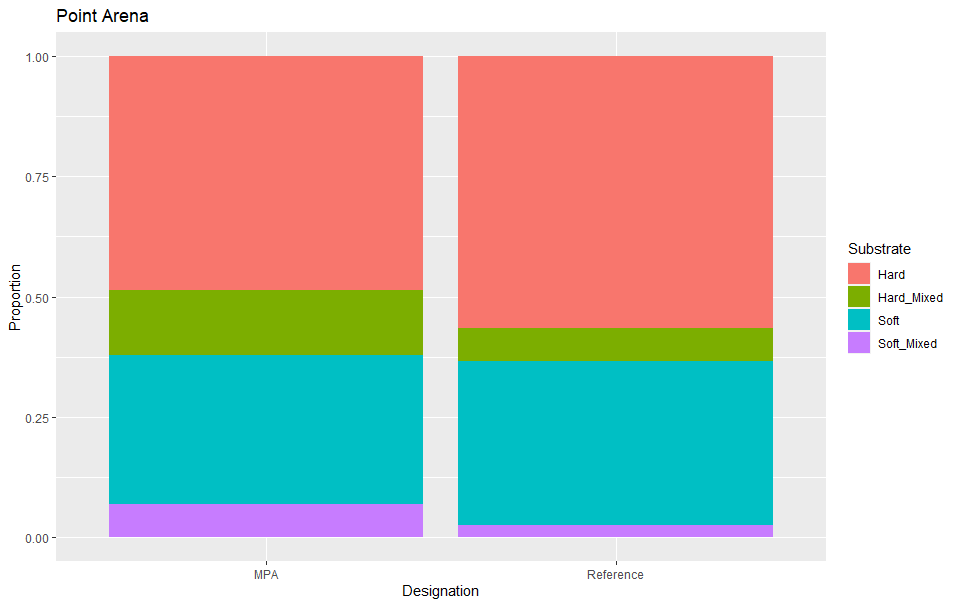 Point Arena
1.00
0.75
0.50
0.25
0.00
Proportion
MPA
Reference
Designation
Substrate
Hard
Hard_Mixed
Soft
Soft_Mixed